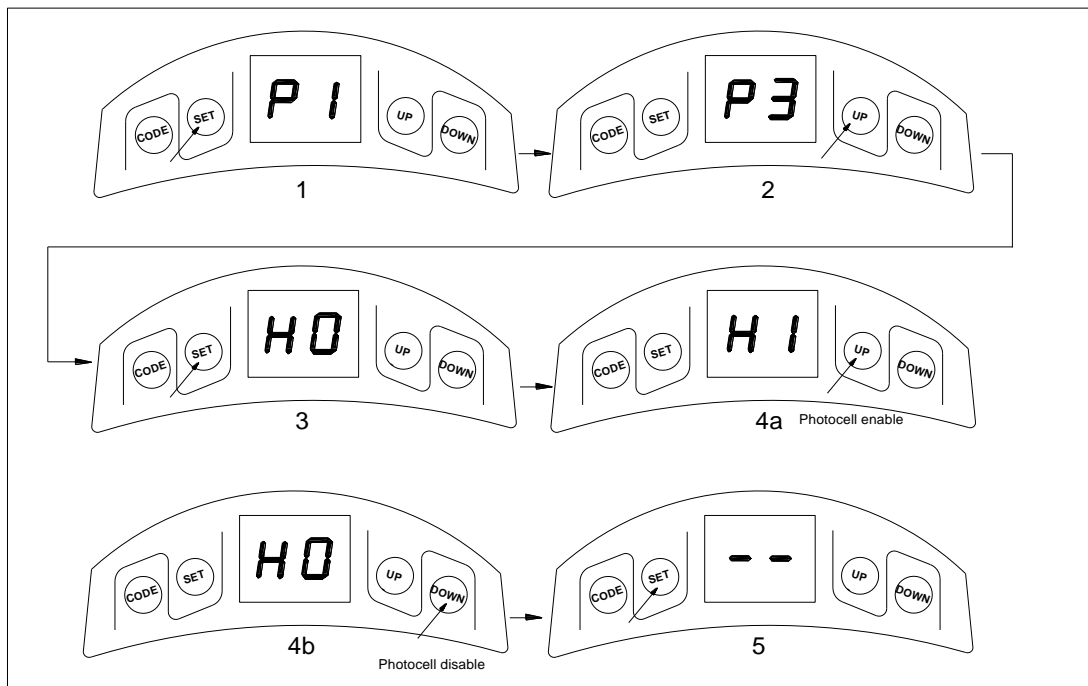 P1
CODE SET UP DOWN
1
P3
CODE SET UP DOWN
2
H0
CODE SET UP DOWN
3
H1
CODE SET UP DOWN
4a Photocell enable
H0
CODE SET UP DOWN
4b
Photocell disable
--
CODE SET UP DOWN
5